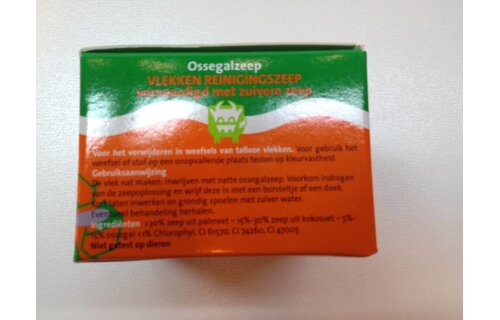 Ossegalzeep
VLEKKEN REINIGINGSZEEP
vervaardigd met zuivere zeep
Voor het verwijderen in weefsels van talloze vlekken. Voor gebruik het
weefsel of stof op een onopvallende plaats testen op kleurvastheid.
Gebruiksaanwijzing
De vlek nat maken. Inwrijven met natte ossegalzeep. Voorkom indrogen
van de zeepoplossing en wrijf deze in met een borsteltje of een doek.
Kort laten inwerken en grondig spoelen met zuiver water.
Eventueel behandeling herhalen.
Ingrediënten >30% zeep uit palmvet – 15%-30% zeep uit kokosvet – 5%-
15% ossegal <1% Chlorophyl, CI 61570, CI 74260, CI 47005
Niet getest op dieren